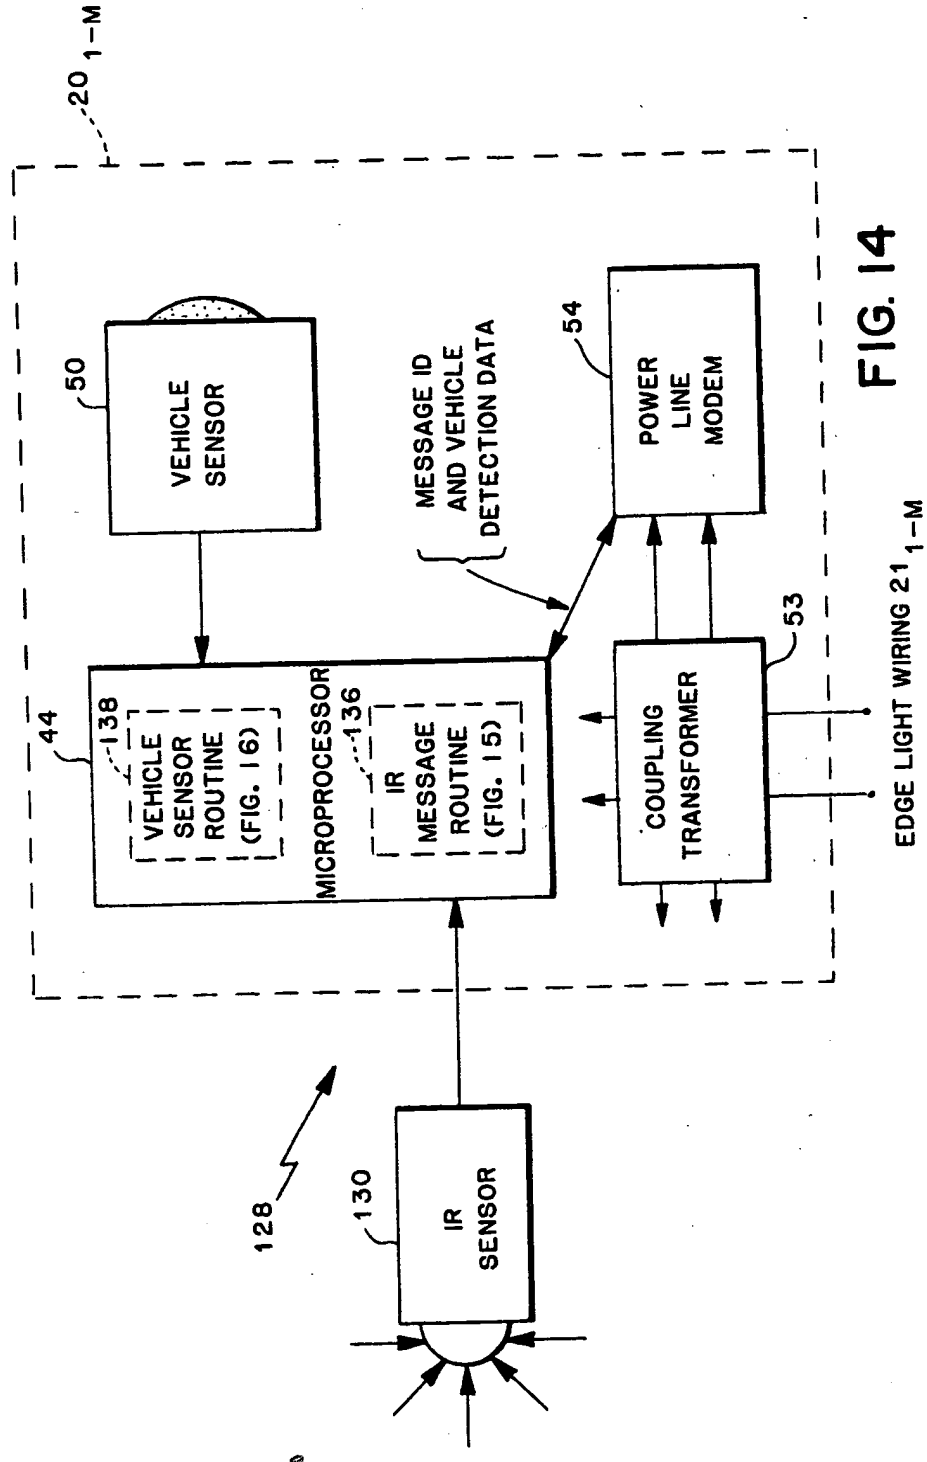 20 1-M
50
VEHICLE
SENSOR
44
138
VEHICLE
SENSOR
ROUTINE
(FIG. 16)
MICROPROCESSOR
136
IR
MESSAGE
ROUTINE
(FIG. 15)
MESSAGE ID
AND VEHICLE
DETECTION DATA
54
POWER
LINE
MODEM
53
COUPLING
TRANSFORMER
128
130
IR
SENSOR
EDGE LIGHT WIRING 21 1-M
FIG. 14